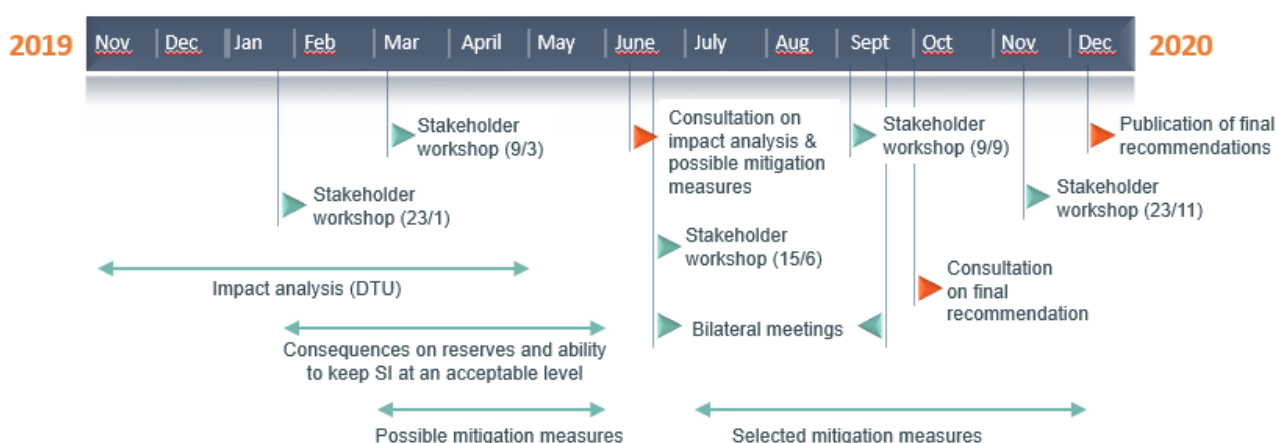 2019 Nov. Dec. Jan Feb Mar April May June July Aug. Sept Oct Nov. Dec. 2020
Stakeholder
workshop (9/3)
Stakeholder
workshop (23/1)
Consultation on
impact analysis &
possible mitigation
measures
Stakeholder
workshop (15/6)
Bilateral meetings
Stakeholder
workshop (9/9)
Publication of final
recommendations
Stakeholder
workshop (23/11)
Consultation
on final
recommendation
Impact analysis (DTU)
Consequences on reserves and ability
to keep SI at an acceptable level
Possible mitigation measures
Selected mitigation measures